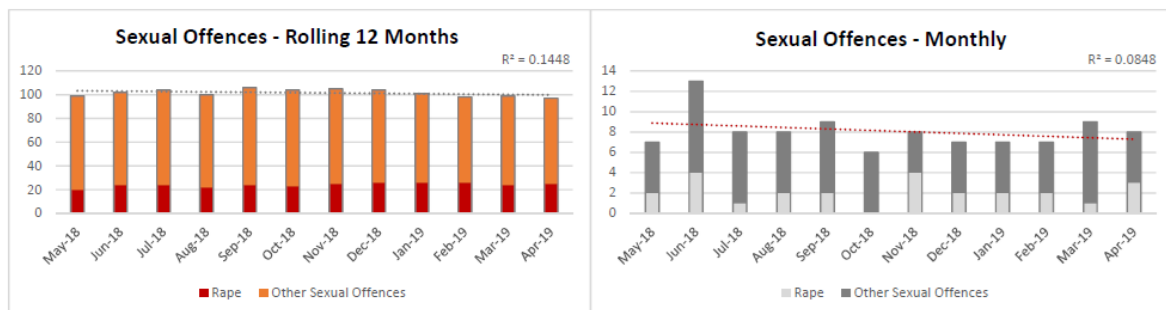 Sexual Offences - Rolling 12 Months
R² = 0.1448
120
100
80
60
40
20
0
May-18 Jun-18 Jul-18 Aug-18 Sep-18 Oct-18 Nov-18 Dec-18 Jan-19 Feb-19 Mar-19 Apr-19
Rape Other Sexual Offences
Sexual Offences - Monthly
R² = 0.0848
14
12
10
8
6
4
2
0
May-18 Jun-18 Jul-18 Aug-18 Sep-18 Oct-18 Nov-18 Dec-18 Jan-19 Feb-19 Mar-19 Apr-19
Rape Other Sexual Offences